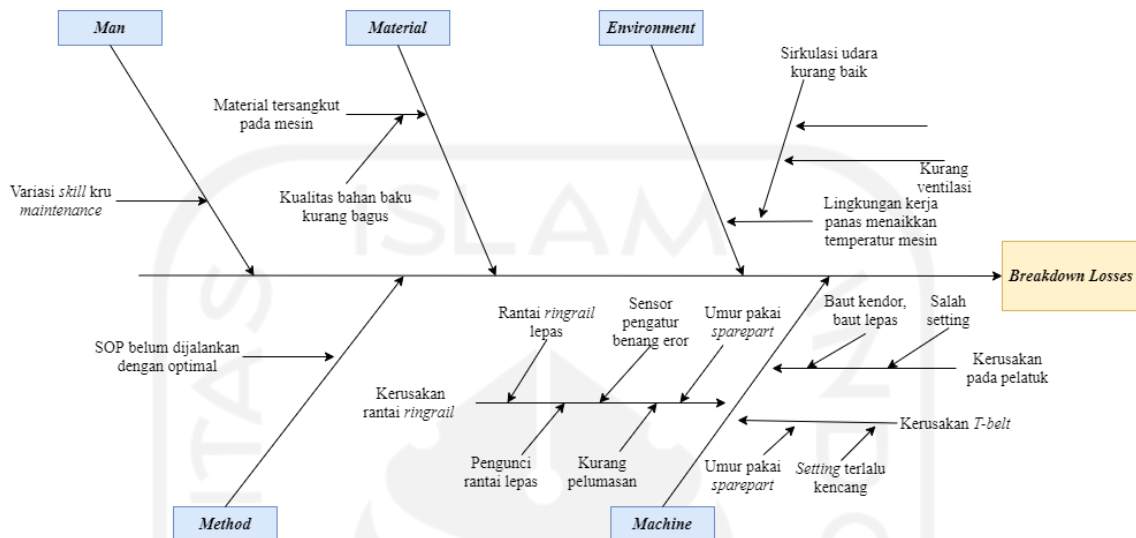 Man
Material
Environment
Sirkulasi udara
kurang baik
Material tersangkut
pada mesin
Kurang
ventilasi
Variasi skill kru
maintenance
Kualitas bahan baku
kurang bagus
Lingkungan kerja
panas menaikkan
temperatur mesin
Breakdown Losses
SOP belum dijalankan
dengan optimal
Rantai ringrail
lepas
Sensor
pengatur
benang eror
Umur pakai
sparepart
Baut kendor,
baut lepas
Salah
setting
Kerusakan
pada pelatuk
Kerusakan
rantai ringrail
Kerusakan T-belt
Pengunci
rantai lepas
Kurang
pelumasan
Umur pakai
sparepart
Setting terlalu
kencang
Method
Machine
ISLAM